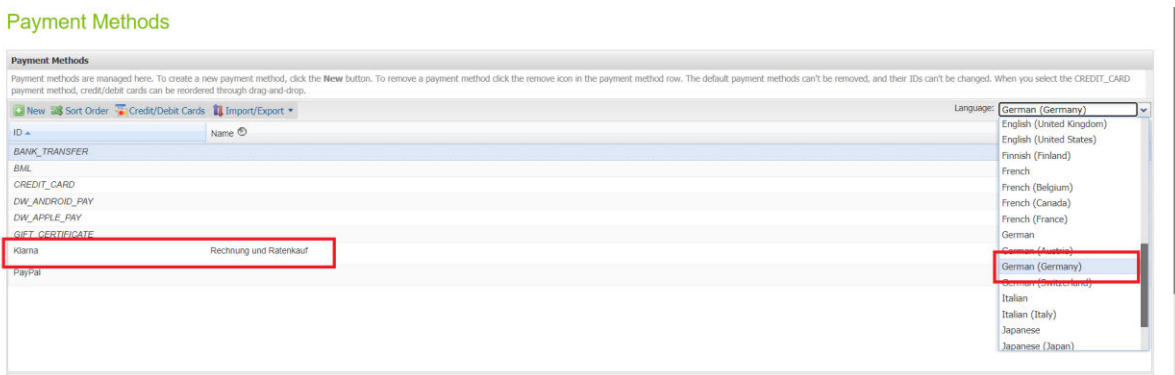 Payment Methods
Payment Methods
Payment methods are managed here. To create a new payment method, click the New button. To remove a payment method click the remove icon in the payment method row. The default payment methods can't be removed, and their IDs can't be changed. When you select the CREDIT_CARD
payment method, credit/debit cards can be reordered through drag-and-drop.
New Sort Order Credit/Debit Cards Import/Export Language: German (Germany)
ID Name
BANK_TRANSFER
BML
CREDIT_CARD
DW_ANDROID_PAY
DW_APPLE_PAY
GIFT_CERTIFICATE
Klarna Rechnung und Ratenkauf
PayPal
English (United Kingdom)
English (United States)
Finnish (Finland)
French
French (Belgium)
French (Canada)
French (France)
German
German (Austria)
German (Germany)
German (Switzerland)
Italian
Italian (Italy)
Japanese
Japanese (Japan)